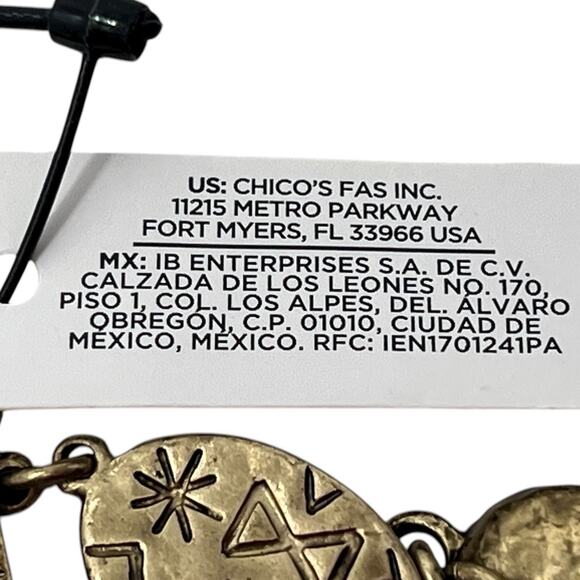 US: CHICO'S FAS INC.
11215 METRO PARKWAY
FORT MYERS, FL 33966 USA
MX: IB ENTERPRISES S.A. DE C.V.
CALZADA DE LOS LEONES NO. 170,
PISO 1, COL. LOS ALPES, DEL. ÁLVARO
OBREGÓN, C.P. 01010, CIUDAD DE
MÉXICO, MÉXICO. RFC: IEN1701241PA